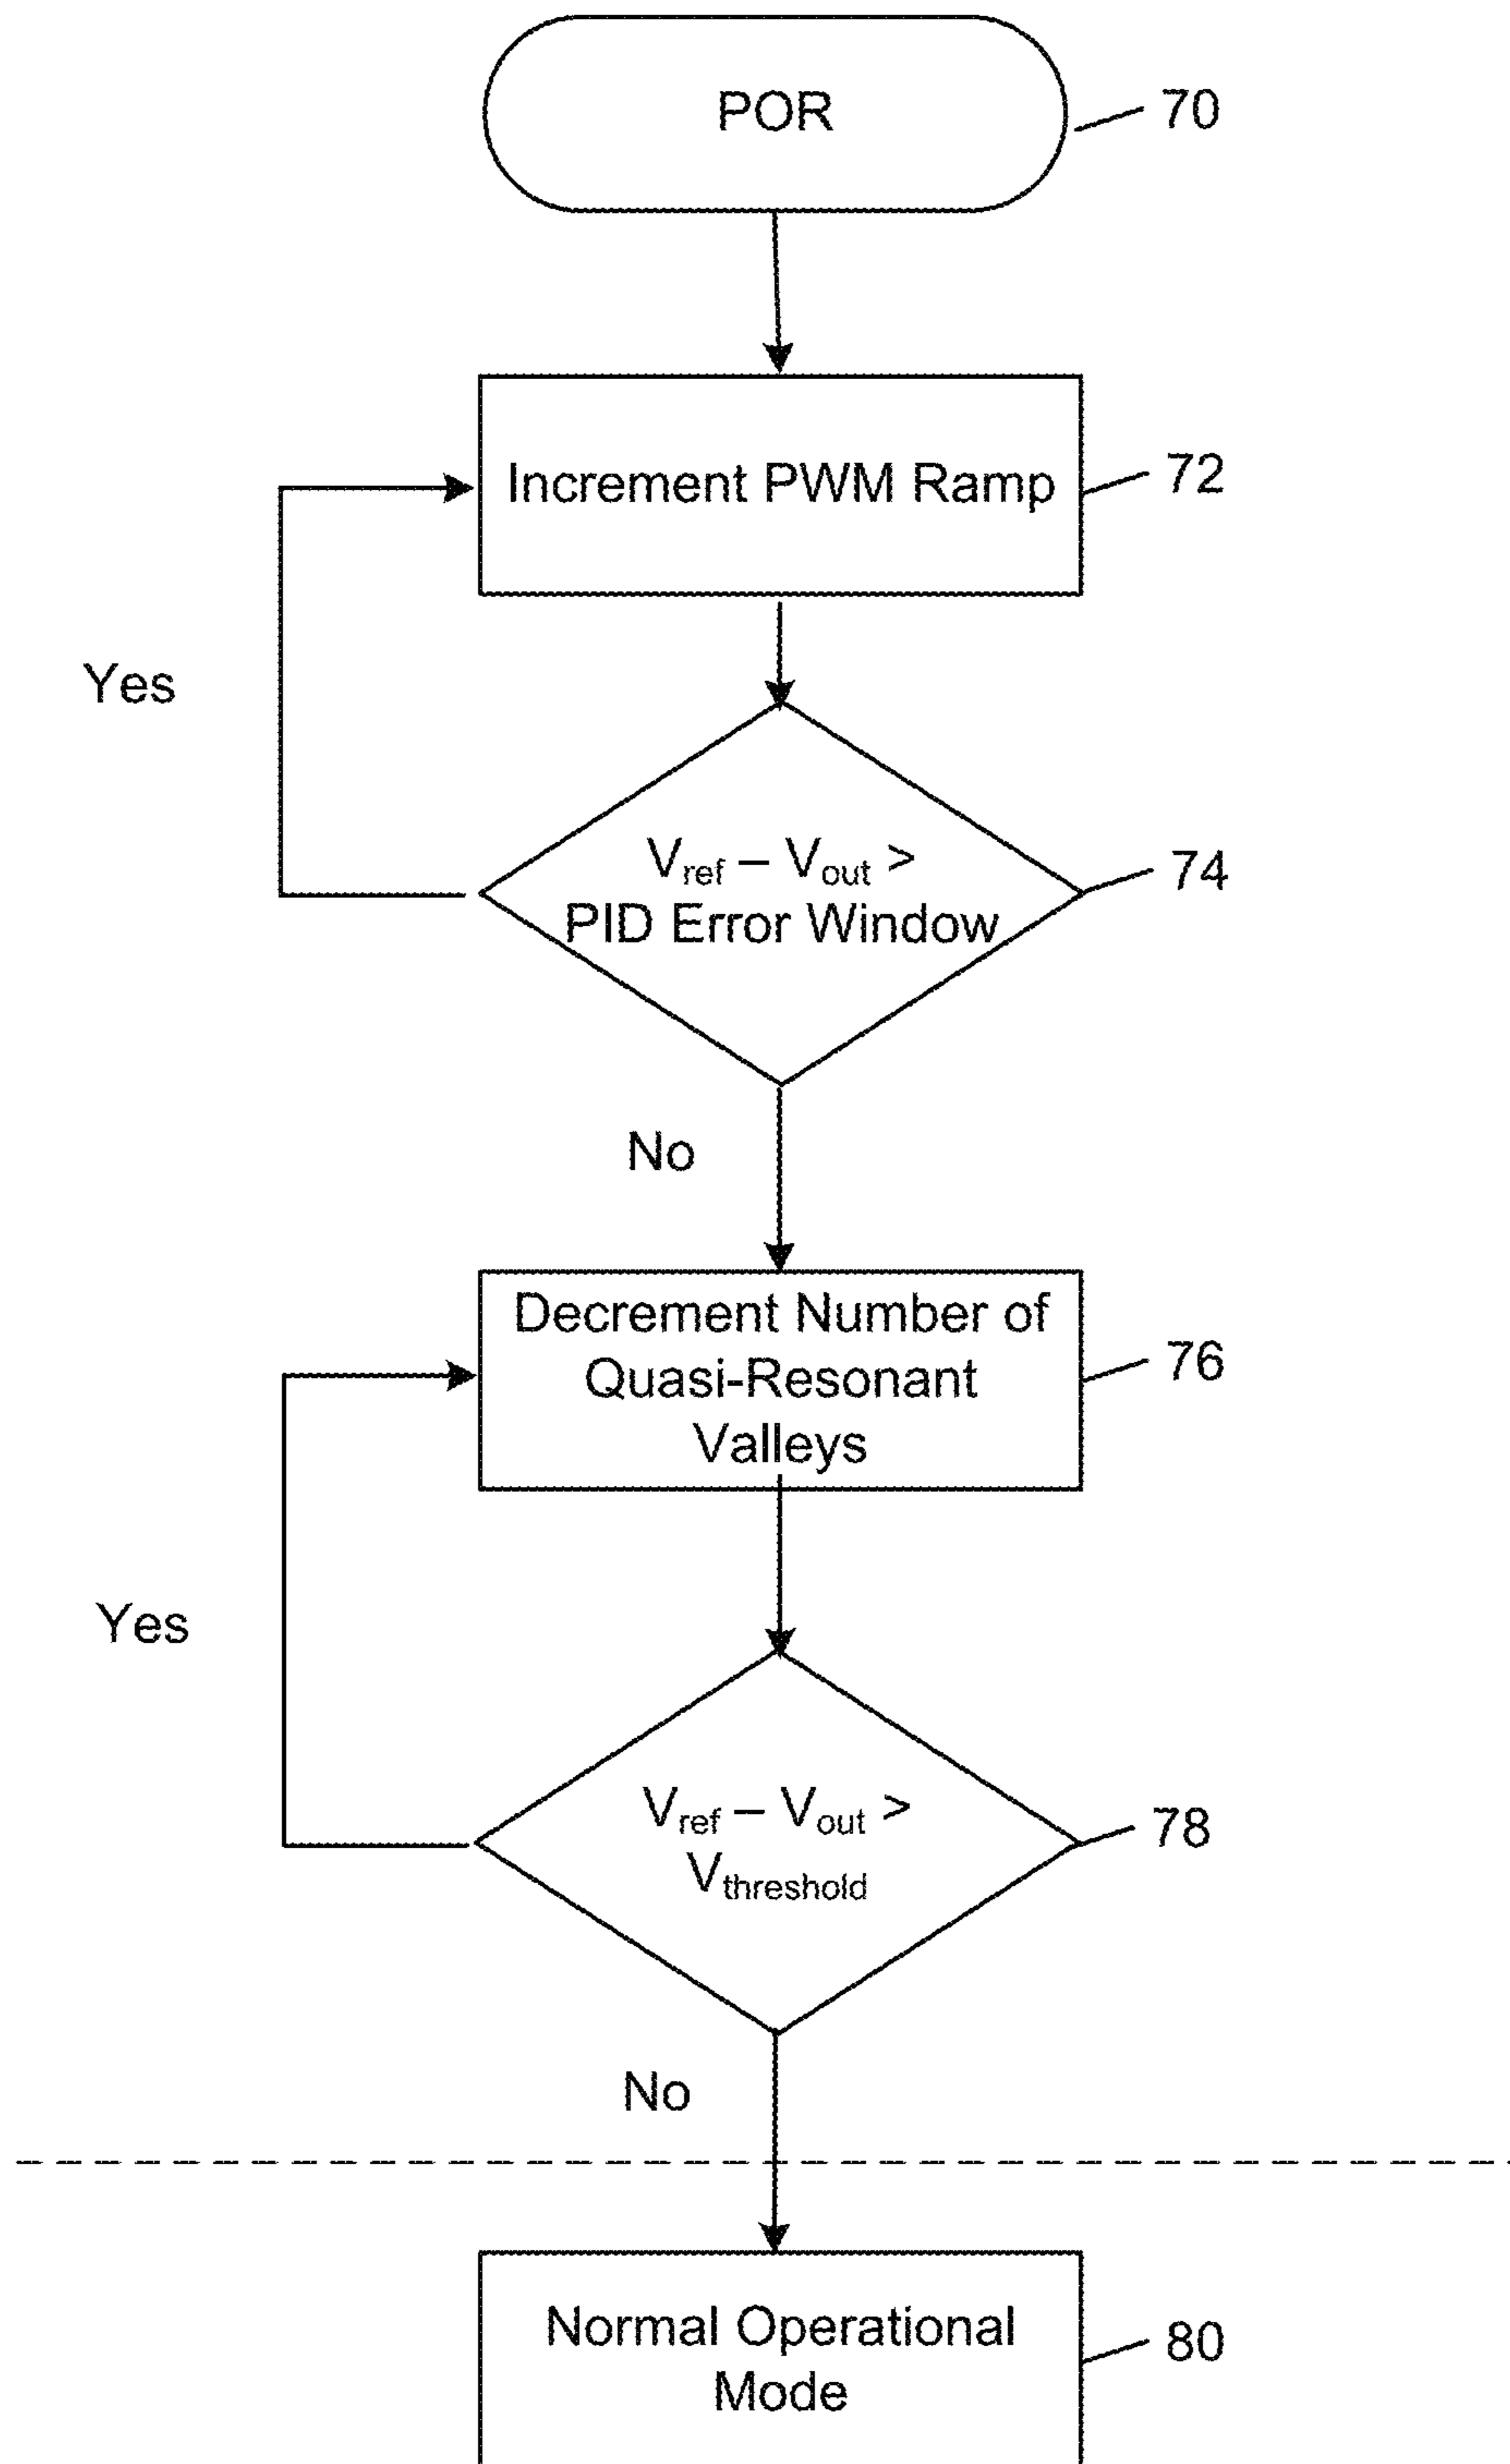 POR
70
Increment PWM Ramp
72
Yes
Vref – Vout >
PID Error Window
74
No
Decrement Number of
Quasi-Resonant
Valleys
76
Yes
Vref – Vout >
Vthreshold
78
No
Normal Operational
Mode
80